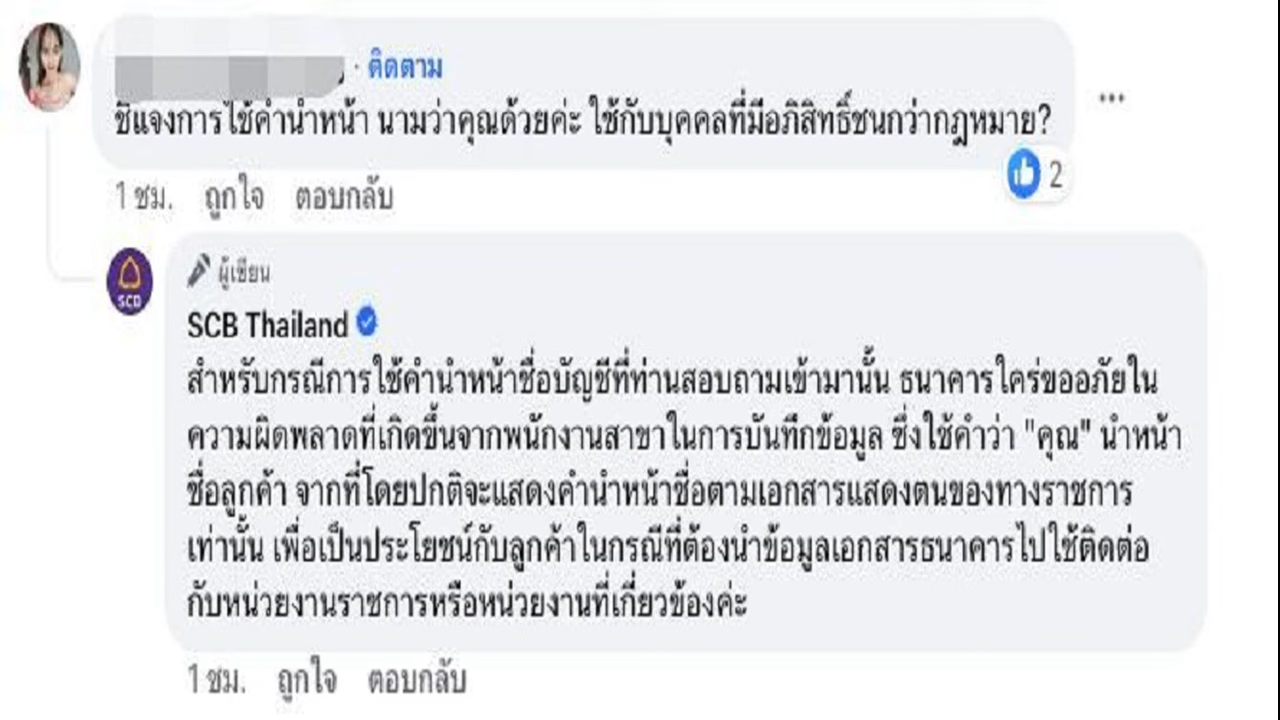 · ติดตาม
ชี้แจงการใช้คำนำหน้า นามว่าคุณด้วยค่ะ ใช้กับบุคคลที่มีอภิสิทธิ์ชนกว่ากฎหมาย?
2
1 ชม. ถูกใจ ตอบกลับ
ผู้เขียน
SCB
SCB Thailand
สำหรับกรณีการใช้คำนำหน้าชื่อบัญชีที่ท่านสอบถามเข้ามานั้น ธนาคารใคร่ขออภัยใน
ความผิดพลาดที่เกิดขึ้นจากพนักงานสาขาในการบันทึกข้อมูล ซึ่งใช้คำว่า "คุณ" นำหน้า
ชื่อลูกค้า จากที่โดยปกติจะแสดงคำนำหน้าชื่อตามเอกสารแสดงตนของทางราชการ
เท่านั้น เพื่อเป็นประโยชน์กับลูกค้าในกรณีที่ต้องนำข้อมูลเอกสารธนาคารไปใช้ติดต่อ
กับหน่วยงานราชการหรือหน่วยงานที่เกี่ยวข้องค่ะ
1 ชม. ถูกใจ ตอบกลับ